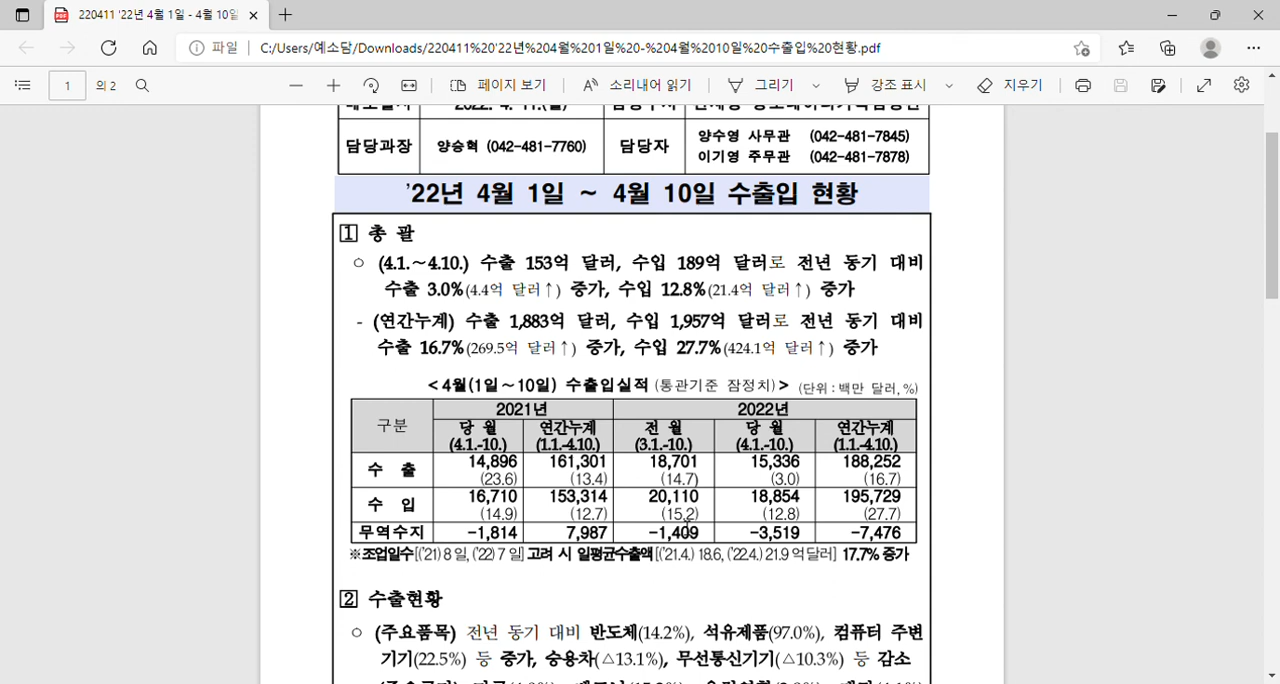 220411 '22년 4월 1일 - 4월 10일
파일 C:/Users/예소담/Downloads/220411%20'22년%204월%201일%20-%204월%2010일%20수출입%20현황.pdf
1 의 2 페이지 보기 소리내어 읽기 그리기 강조 표시 지우기
담당과장 양승혁 (042-481-7760) 담당자 양수영 사무관 (042-481-7845)
이기영 주무관 (042-481-7878)
'22년 4월 1일 ~ 4월 10일 수출입 현황
1 총 괄
○ (4.1.~4.10.) 수출 153억 달러, 수입 189억 달러로 전년 동기 대비
수출 3.0%(4.4억 달러↑) 증가, 수입 12.8%(21.4억 달러↑) 증가
- (연간누계) 수출 1,883억 달러, 수입 1,957억 달러로 전년 동기 대비
수출 16.7%(269.5억 달러↑) 증가, 수입 27.7%(424.1억 달러↑) 증가
<4월(1일~10일) 수출입실적(통관기준 잠정치)> (단위 : 백만 달러, %)
구분 2021년 2022년
당 월 연간누계 전 월 당 월 연간누계
(4.1.-10.) (1.1.-4.10.) (3.1.-10.) (4.1.-10.) (1.1.-4.10.)
수 출 14,896 161,301 18,701 15,336 188,252
(23.6) (13.4) (14.7) (3.0) (16.7)
수 입 16,710 153,314 20,110 18,854 195,729
(14.9) (12.7) (15.2) (12.8) (27.7)
무역수지 -1,814 7,987 -1,409 -3,519 -7,476
※조업일수[('21) 8일, ('22) 7일] 고려 시 일평균수출액[('21.4.) 18.6, ('22.4.) 21.9 억달러] 17.7% 증가
2 수출현황
○ (주요품목) 전년 동기 대비 반도체(14.2%), 석유제품(97.0%), 컴퓨터 주변
기기(22.5%) 등 증가, 승용차(△13.1%), 무선통신기기(△10.3%) 등 감소